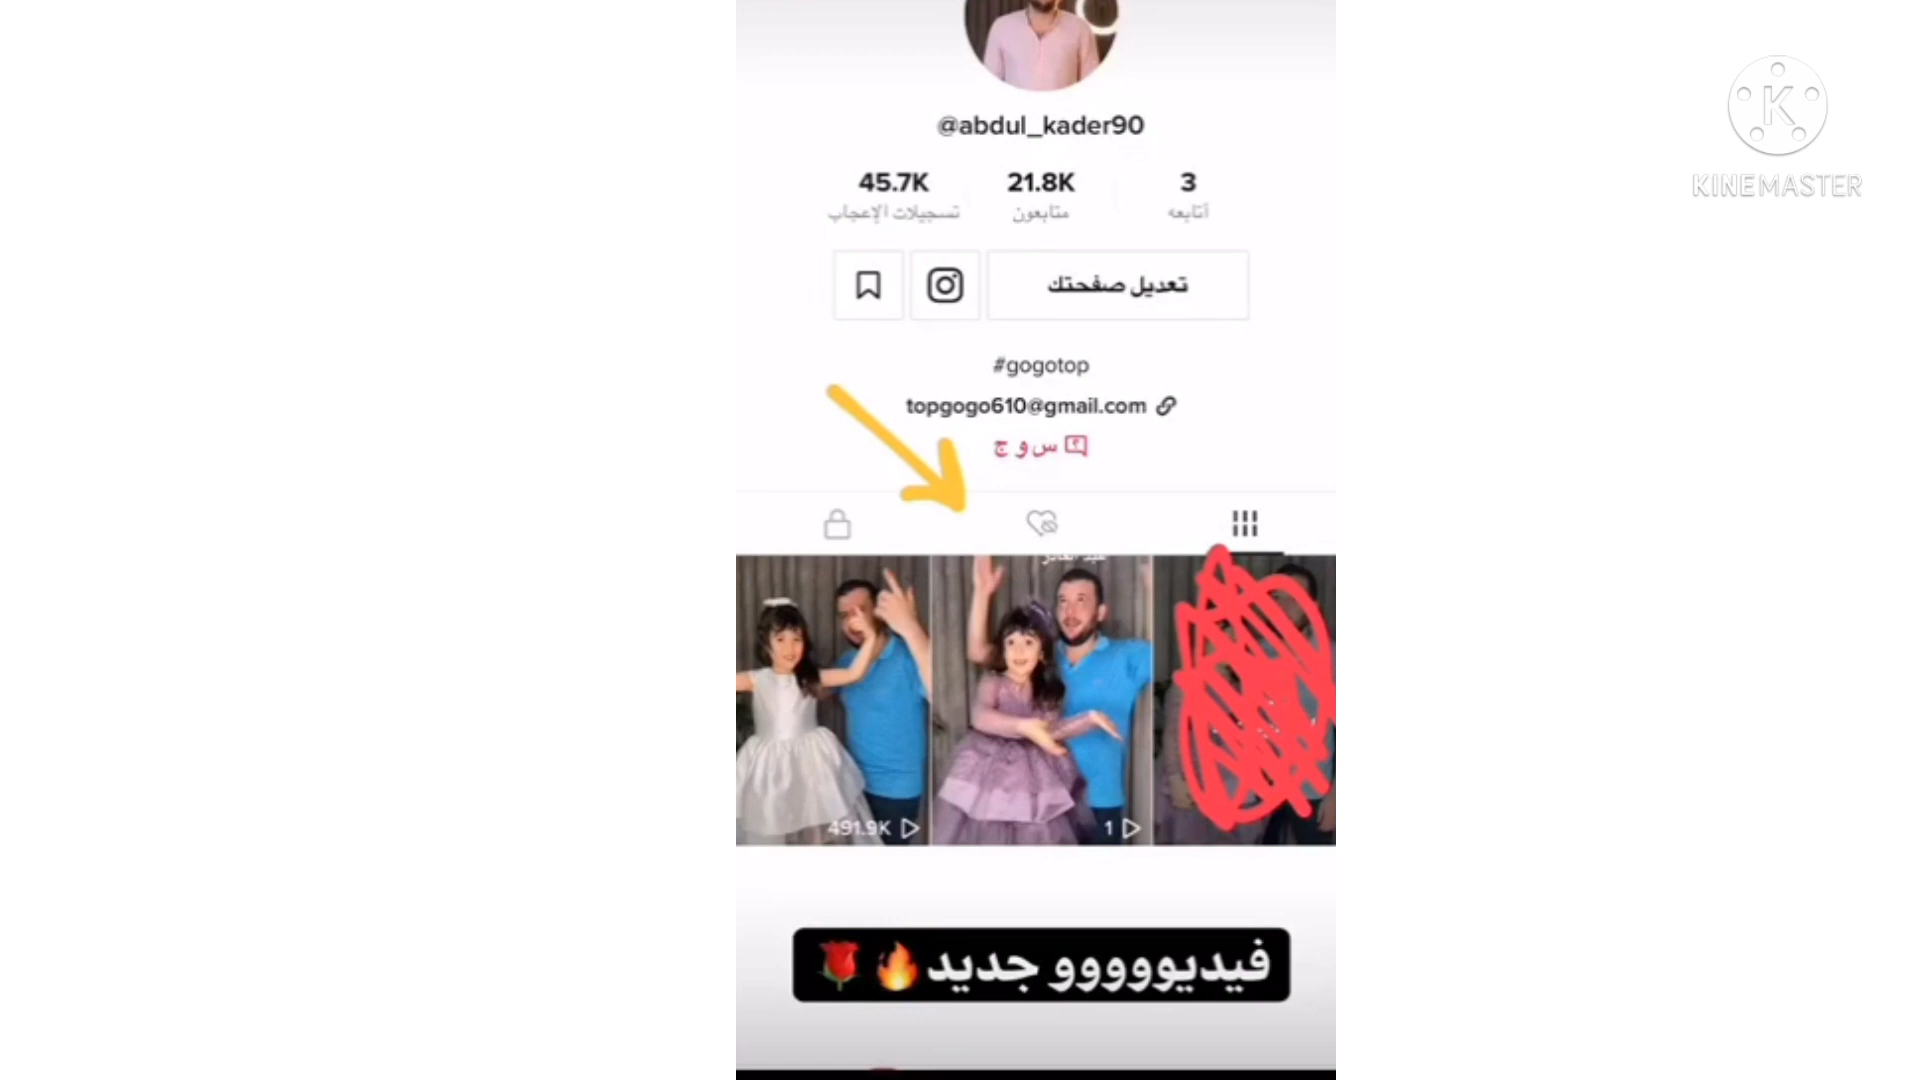 @abdul_kader90
45.7K 21.8K 3
تسجيلات الإعجاب متابعون أتابعه
تعديل صفحتك
#gogotop
topgogo610@gmail.com
س و ج
491.9K 1
فيديووووو جديد
KINEMASTER